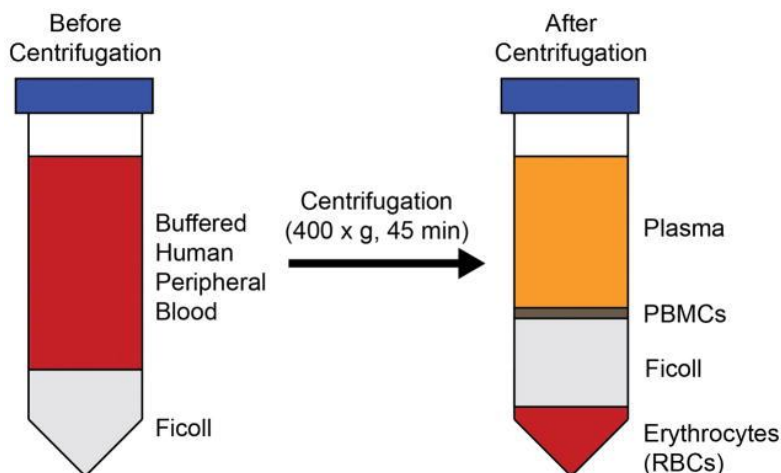 Before
Centrifugation
Buffered
Human
Peripheral
Blood
Ficoll
Centrifugation
(400 x g, 45 min)
After
Centrifugation
Plasma
PBMCs
Ficoll
Erythrocytes
(RBCs)